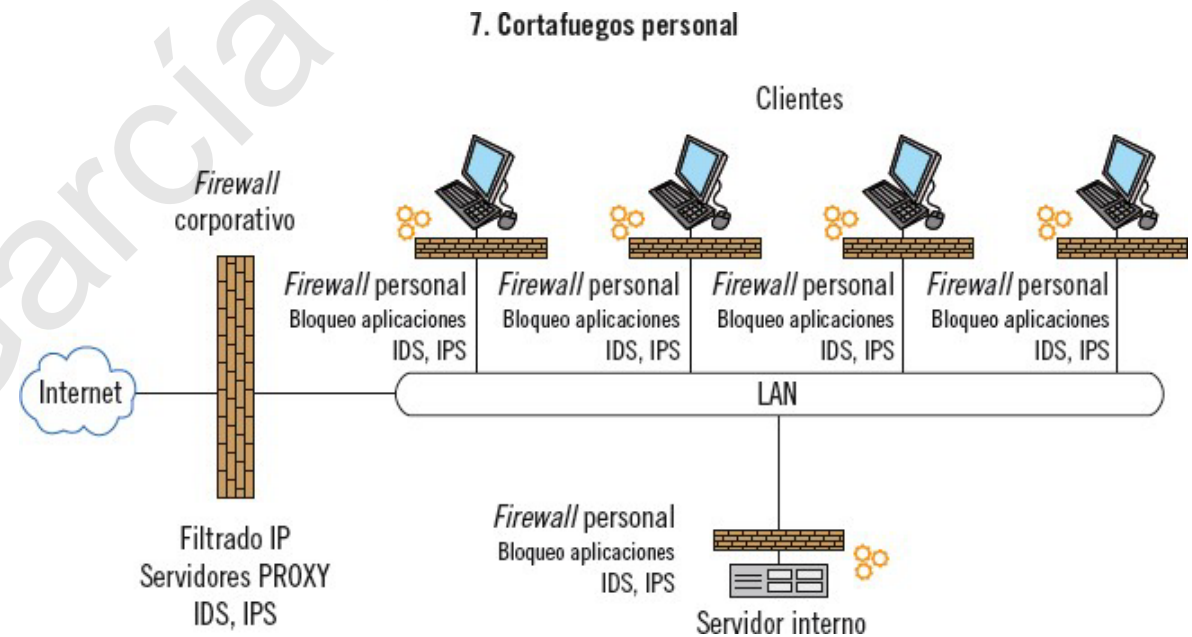 7. Cortafuegos personal
Clientes
Firewall
corporativo
Firewall personal
Bloqueo aplicaciones
IDS, IPS
Firewall personal
Bloqueo aplicaciones
IDS, IPS
Firewall personal
Bloqueo aplicaciones
IDS, IPS
Firewall personal
Bloqueo aplicaciones
IDS, IPS
Internet
LAN
Filtrado IP
Servidores PROXY
IDS, IPS
Firewall personal
Bloqueo aplicaciones
IDS, IPS
Servidor interno
García